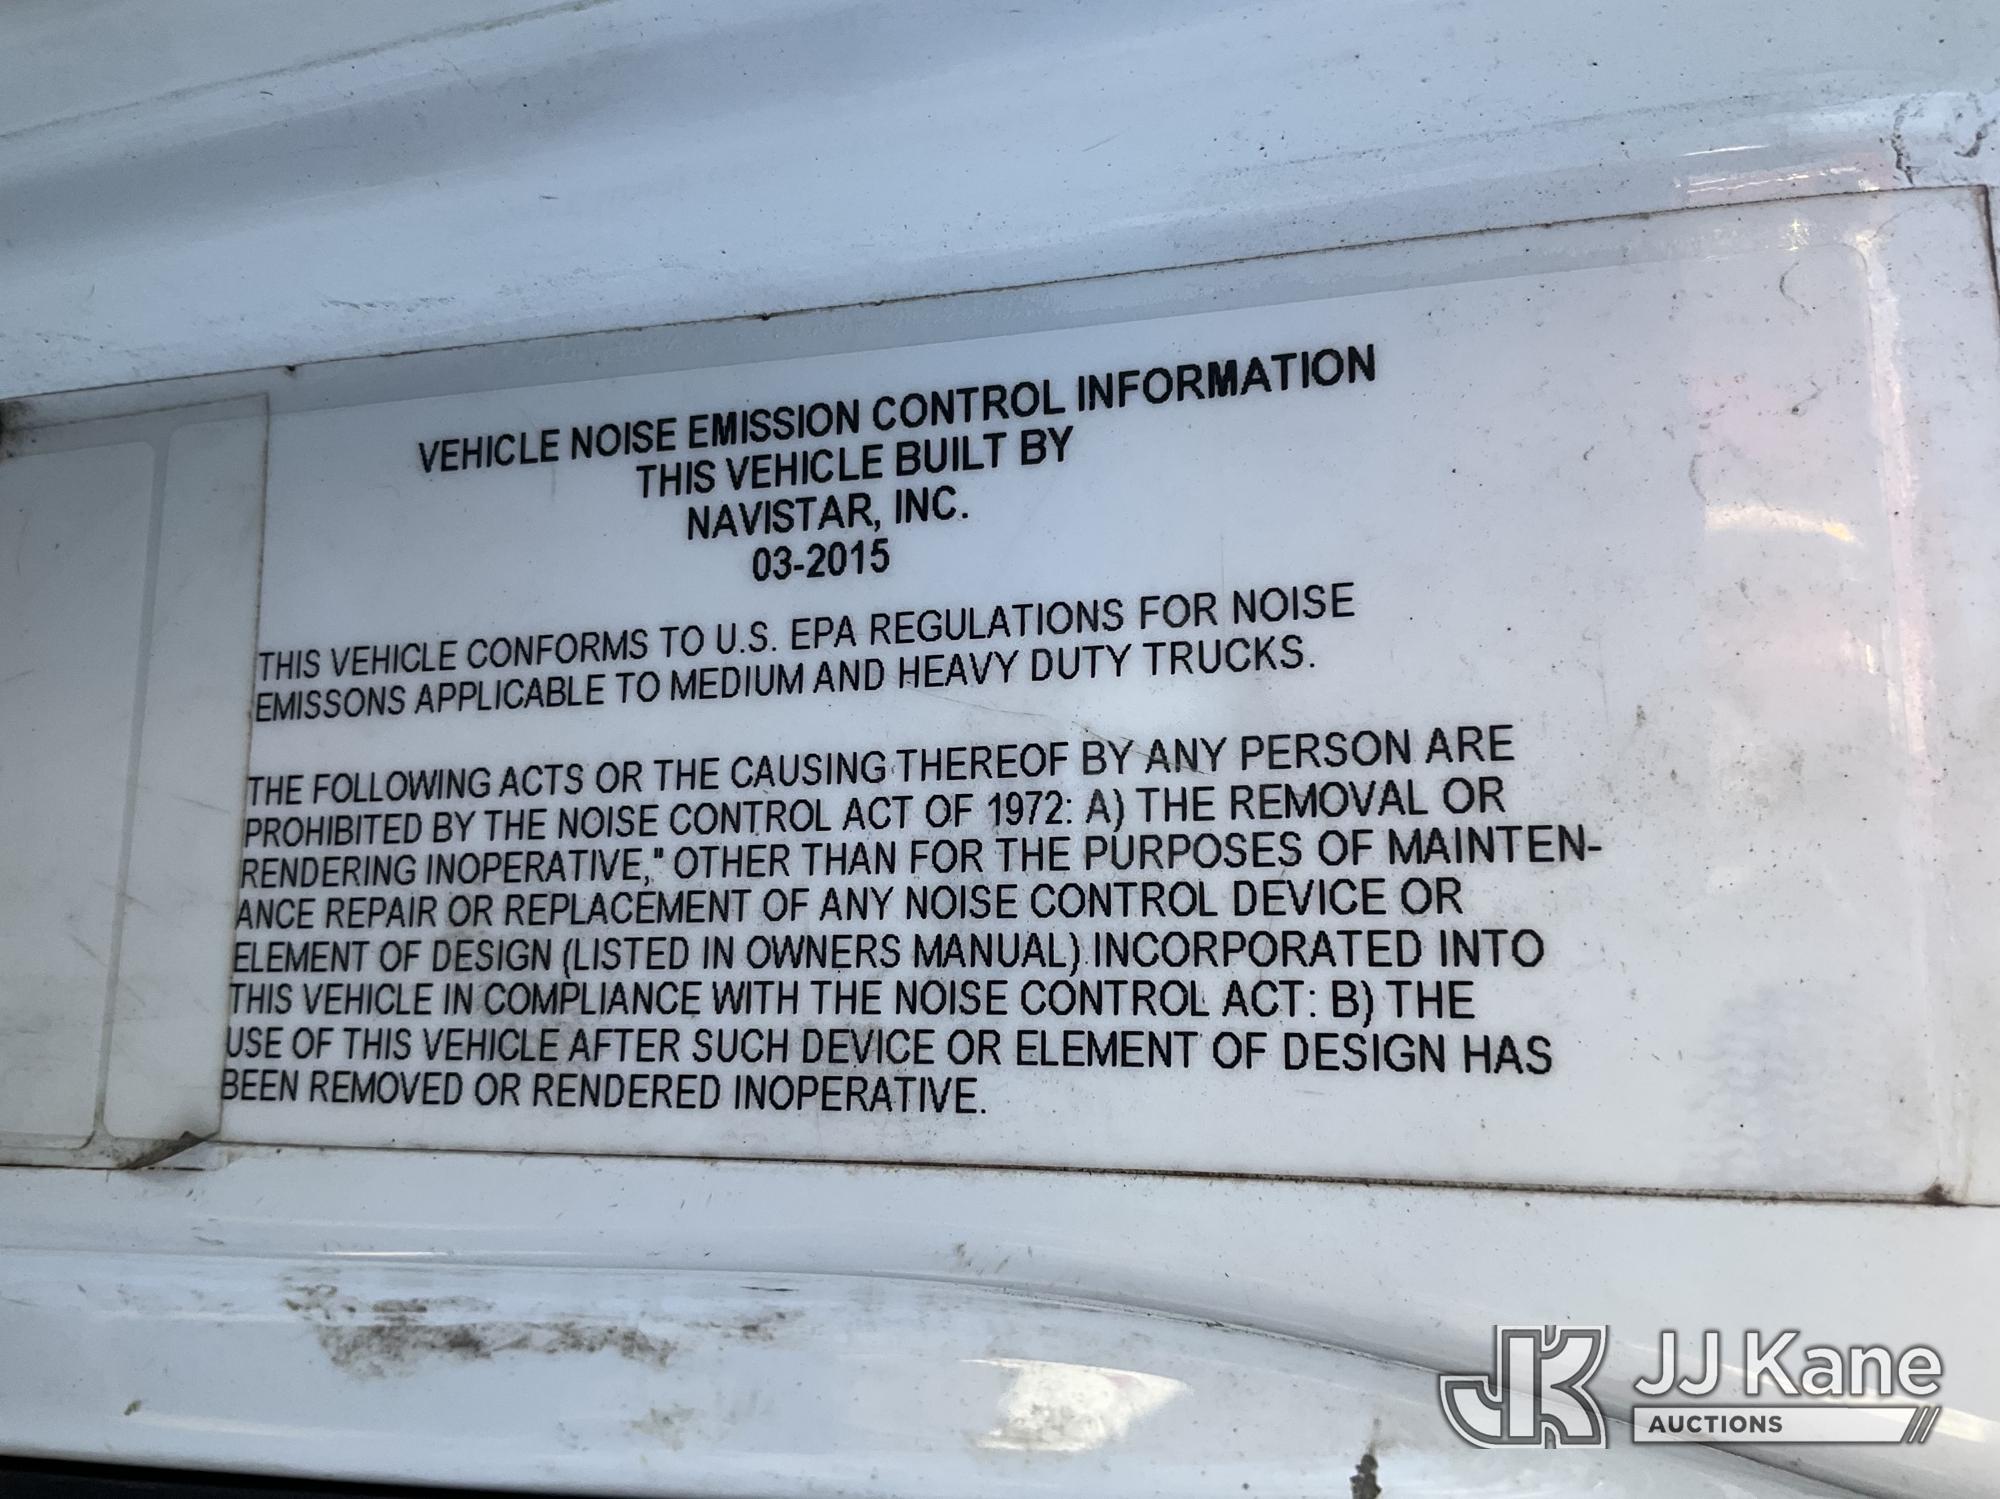 VEHICLE NOISE EMISSION CONTROL INFORMATION
THIS VEHICLE BUILT BY
NAVISTAR, INC.
03-2015
THIS VEHICLE CONFORMS TO U.S. EPA REGULATIONS FOR NOISE
EMISSONS APPLICABLE TO MEDIUM AND HEAVY DUTY TRUCKS.
THE FOLLOWING ACTS OR THE CAUSING THEREOF BY ANY PERSON ARE
PROHIBITED BY THE NOISE CONTROL ACT OF 1972: A) THE REMOVAL OR
RENDERING INOPERATIVE," OTHER THAN FOR THE PURPOSES OF MAINTEN-
ANCE REPAIR OR REPLACEMENT OF ANY NOISE CONTROL DEVICE OR
ELEMENT OF DESIGN (LISTED IN OWNERS MANUAL) INCORPORATED INTO
THIS VEHICLE IN COMPLIANCE WITH THE NOISE CONTROL ACT: B) THE
USE OF THIS VEHICLE AFTER SUCH DEVICE OR ELEMENT OF DESIGN HAS
BEEN REMOVED OR RENDERED INOPERATIVE.
JK JJ Kane
AUCTIONS